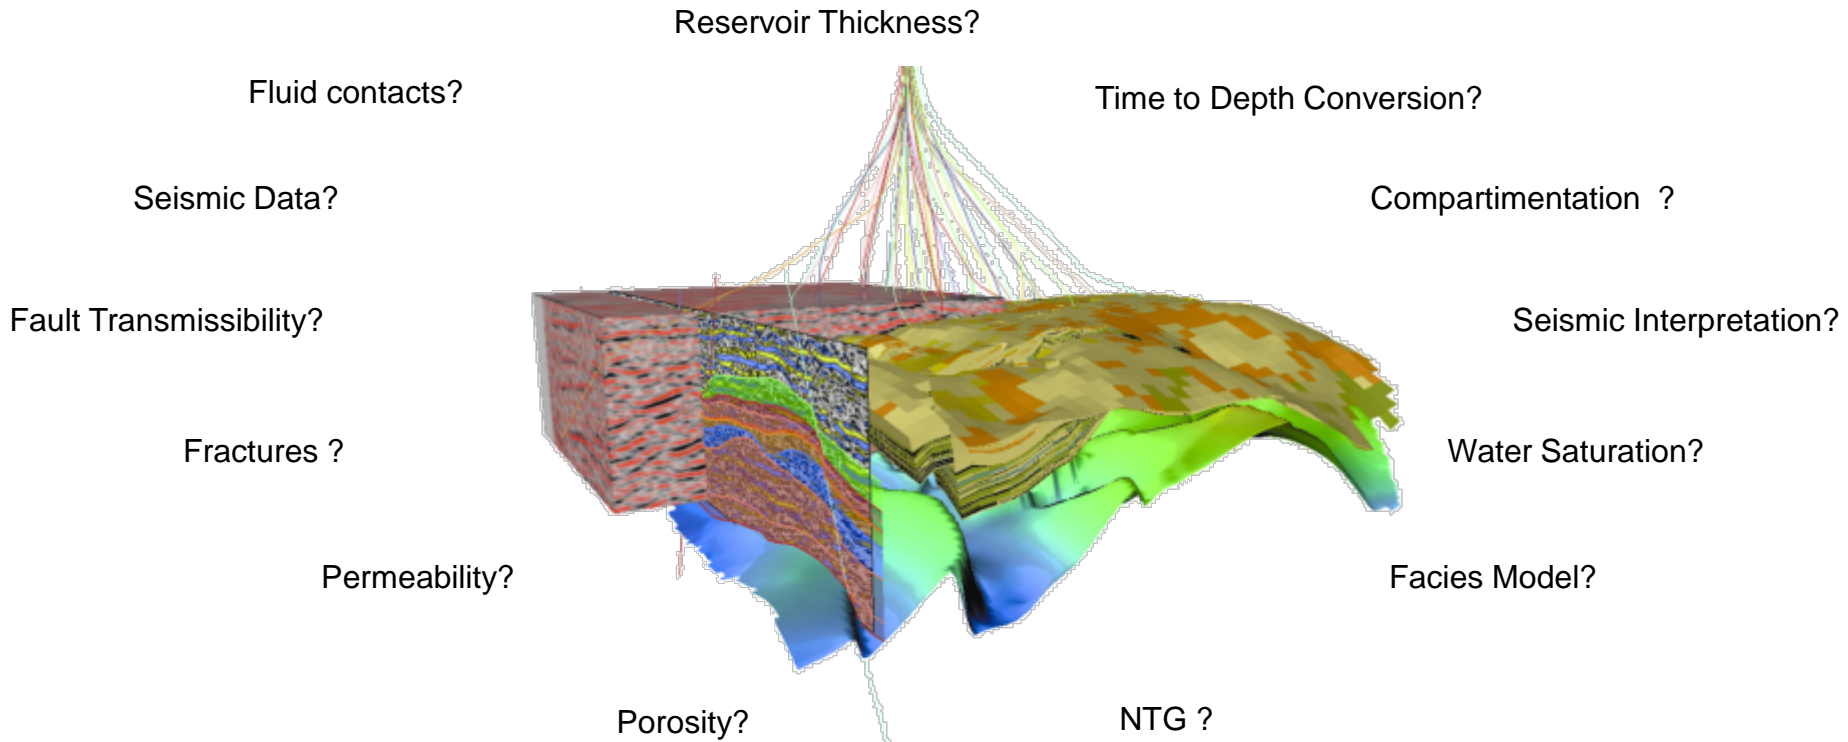 Reservoir Thickness?
Fluid contacts?
Time to Depth Conversion?
Seismic Data?
Compartimentation ?
Fault Transmissibility?
Seismic Interpretation?
Fractures ?
Water Saturation?
Permeability?
Facies Model?
Porosity?
NTG ?